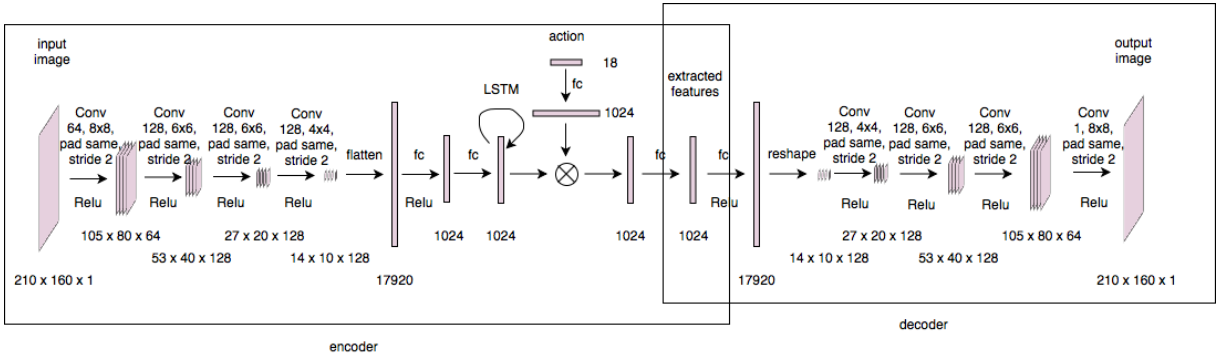 input
image
action
18
fc
LSTM
1024
extracted
features
output
image
Conv
64, 8x8,
pad same,
stride 2
Relu
Conv
128, 6x6,
pad same,
stride 2
Relu
Conv
128, 6x6,
pad same,
stride 2
Relu
Conv
128, 4x4,
pad same,
stride 2
Relu
flatten
fc
Relu
fc
fc
fc
Relu
reshape
Conv
128, 4x4,
pad same,
stride 2
Relu
Conv
128, 6x6,
pad same,
stride 2
Relu
Conv
128, 6x6,
pad same,
stride 2
Relu
Conv
1, 8x8,
pad same,
stride 2
Relu
210 x 160 x 1
105 x 80 x 64
53 x 40 x 128
27 x 20 x 128
14 x 10 x 128
17920
1024
1024
1024
1024
17920
14 x 10 x 128
27 x 20 x 128
53 x 40 x 128
105 x 80 x 64
210 x 160 x 1
encoder
decoder